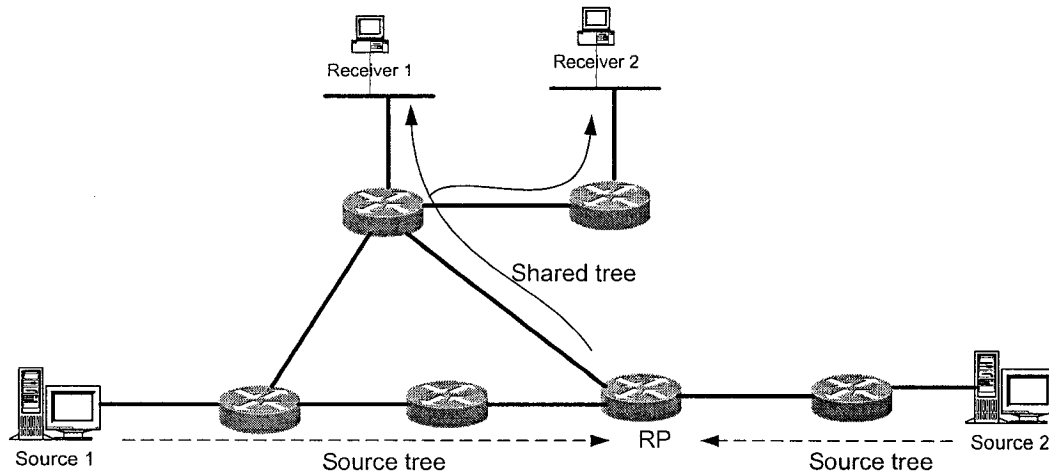 Receiver 1
Receiver 2
Shared tree
Source 1
Source tree
RP
Source tree
Source 2